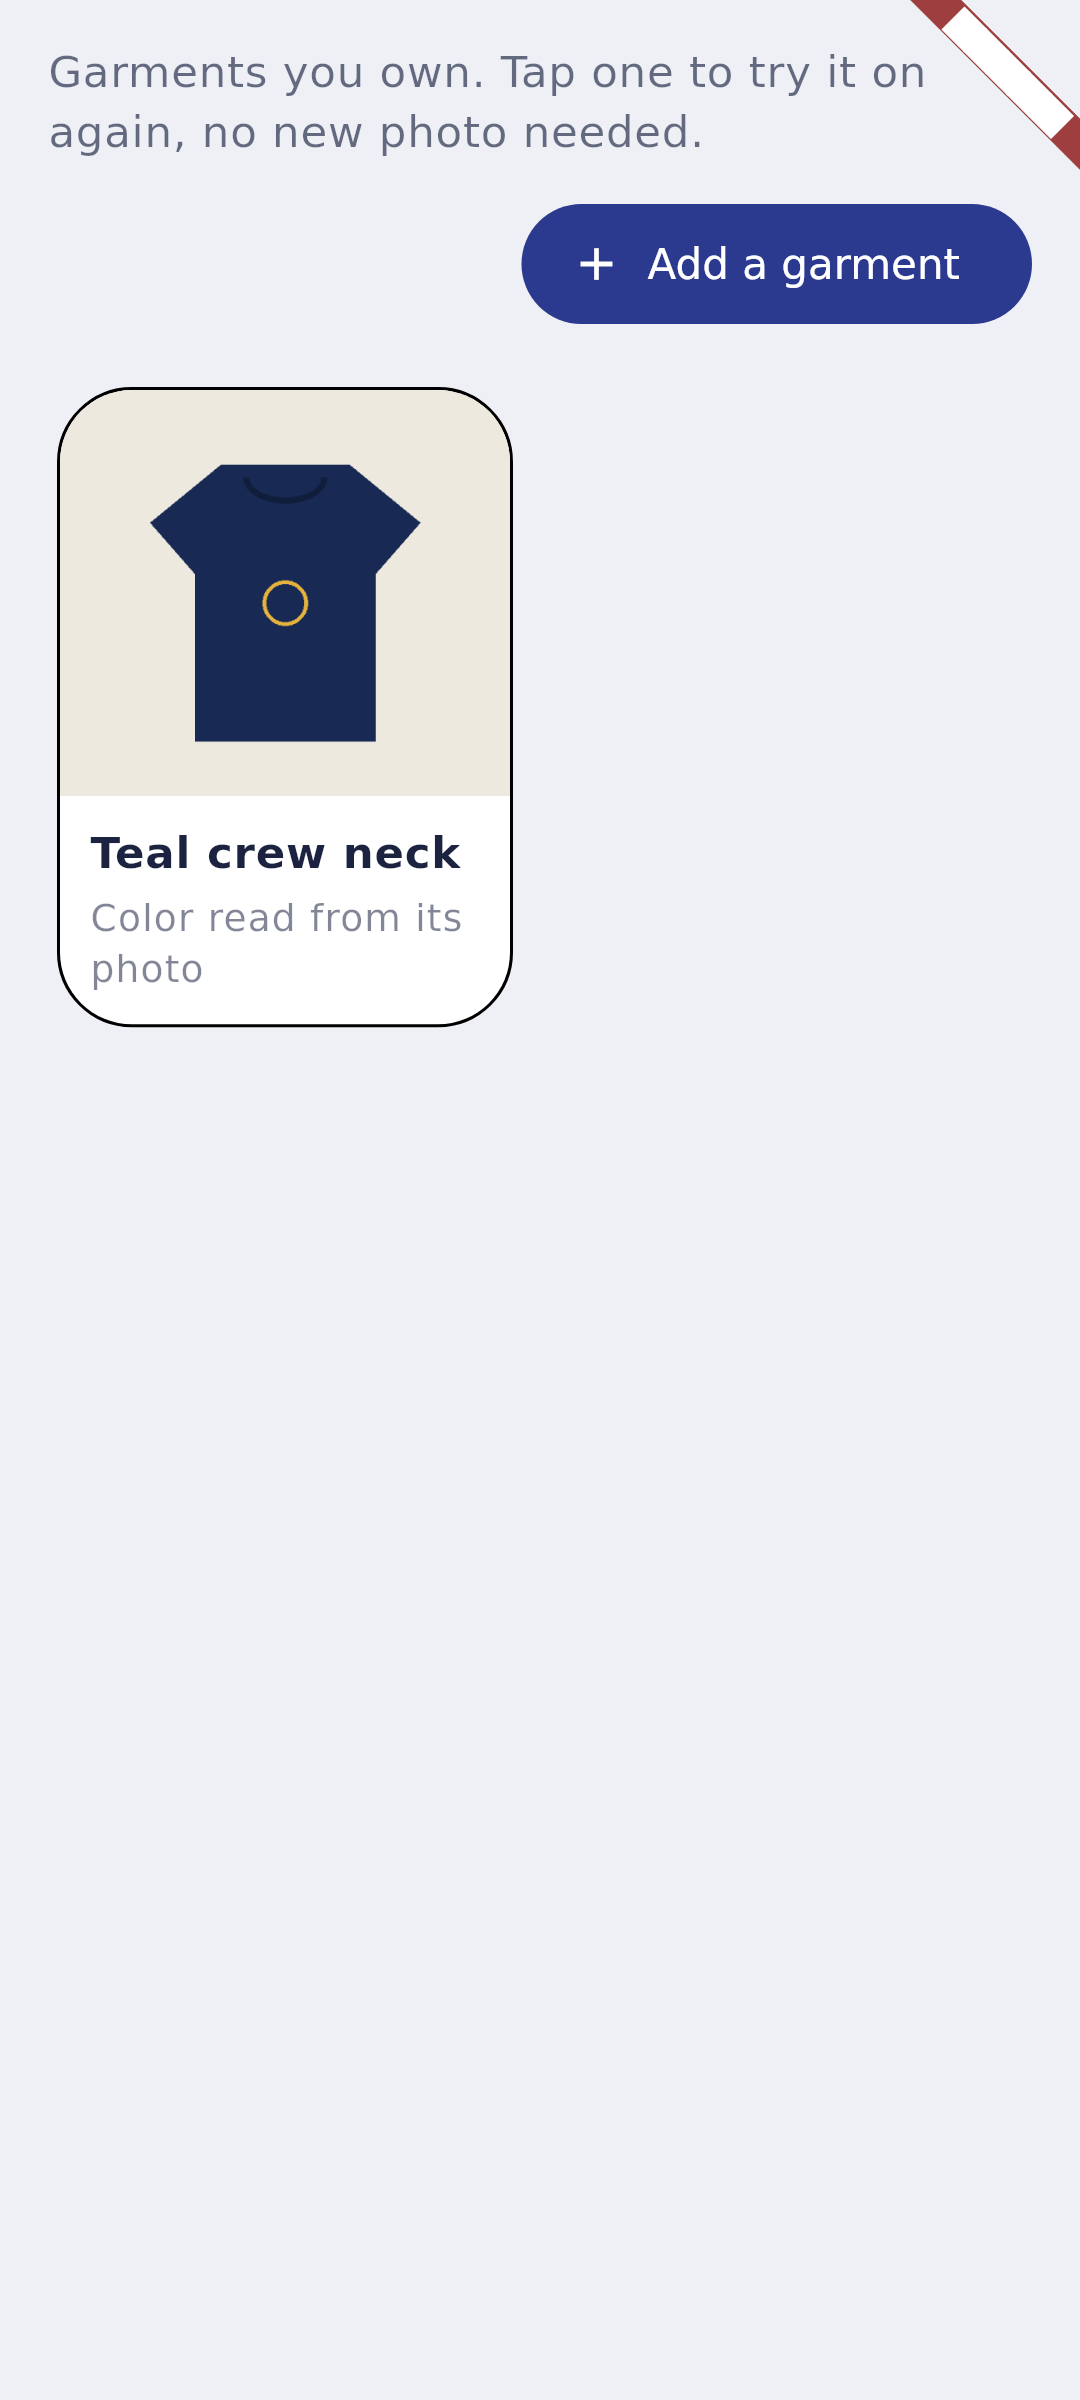 Garments you own. Tap one to try it on
again, no new photo needed.
+ Add a garment
Teal crew neck
Color read from its
photo